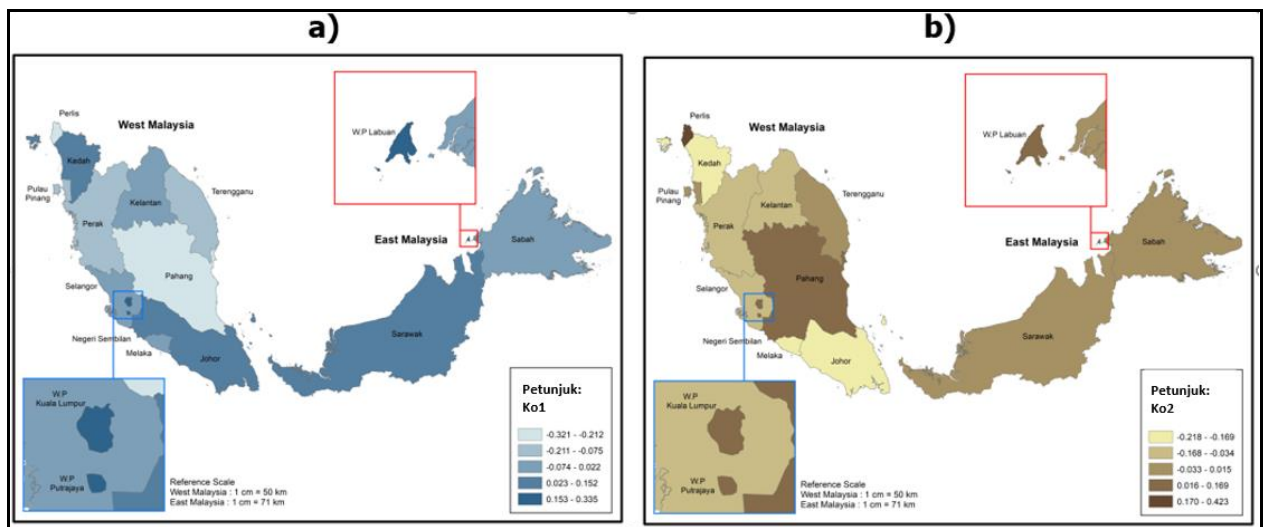 a)
Perlis
West Malaysia
Kedah
Pulau
Pinang
Perak
Kelantan
Terengganu
Pahang
Selangor
Negeri Sembilan
Melaka
Johor
W.P Labuan
East Malaysia
Sabah
Sarawak
W.P
Kuala Lumpur
W.P
Putrajaya
Reference Scale
West Malaysia : 1 cm = 50 km
East Malaysia : 1 cm = 71 km
Petunjuk:
Ko1
-0.321 - -0.212
-0.211 - -0.075
-0.074 - 0.022
0.023 - 0.152
0.153 - 0.335
b)
Perlis
West Malaysia
Kedah
Pulau
Pinang
Perak
Kelantan
Terengganu
Pahang
Selangor
Negeri Sembilan
Melaka
Johor
W.P Labuan
East Malaysia
Sabah
Sarawak
W.P
Kuala Lumpur
W.P
Putrajaya
Reference Scale
West Malaysia : 1 cm = 50 km
East Malaysia : 1 cm = 71 km
Petunjuk:
Ko2
-0.218 - -0.169
-0.168 - -0.034
-0.033 - 0.015
0.016 - 0.169
0.170 - 0.423